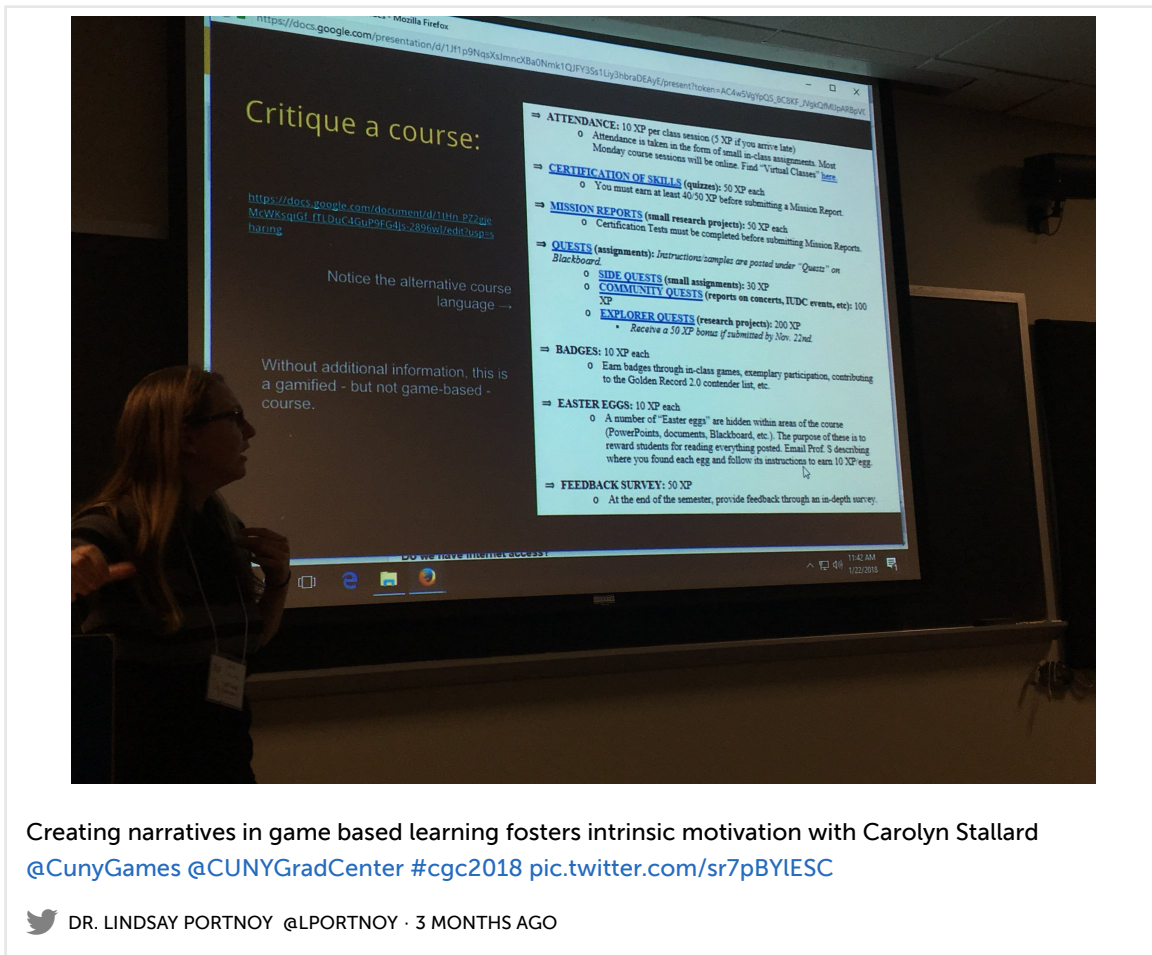 Mozilla Firefox
https://docs.google.com/presentation/d/1Jf1p9NqsXsJmncXBa0Nmk1QJFY3Ss1Liy3hbraDEAyE/present?token=
Critique a course:
https://docs.google.com/document/d/1tHn_PZ2gje
McWKsqiGf_fTLDuC4GuP9FG4Js-2896wI/edit?usp=s
haring
Notice the alternative course
language →
Without additional information, this is
a gamified - but not game-based -
course.
⇒ ATTENDANCE: 10 XP per class session (5 XP if you arrive late)
o Attendance is taken in the form of small in-class assignments. Most
Monday course sessions will be online. Find "Virtual Classes" here.
⇒ CERTIFICATION OF SKILLS (quizzes): 50 XP each
o You must earn at least 40/50 XP before submitting a Mission Report.
⇒ MISSION REPORTS (small research projects): 50 XP each
o Certification Tests must be completed before submitting Mission Reports.
⇒ QUESTS (assignments): Instructions/samples are posted under "Quests" on
Blackboard.
o SIDE QUESTS (small assignments): 30 XP
o COMMUNITY QUESTS (reports on concerts, IUDC events, etc): 100
XP
o EXPLORER QUESTS (research projects): 200 XP
▪ Receive a 50 XP bonus if submitted by Nov. 22nd.
⇒ BADGES: 10 XP each
o Earn badges through in-class games, exemplary participation, contributing
to the Golden Record 2.0 contender list, etc.
⇒ EASTER EGGS: 10 XP each
o A number of "Easter eggs" are hidden within areas of the course
(PowerPoints, documents, Blackboard, etc.). The purpose of these is to
reward students for reading everything posted. Email Prof. S describing
where you found each egg and follow its instructions to earn 10 XP/egg.
⇒ FEEDBACK SURVEY: 50 XP
o At the end of the semester, provide feedback through an in-depth survey.
Do we have internet access?
11:42 AM
1/22/2018
Creating narratives in game based learning fosters intrinsic motivation with Carolyn Stallard
@CunyGames @CUNYGradCenter #cgc2018 pic.twitter.com/sr7pBYlESC
DR. LINDSAY PORTNOY @LPORTNOY · 3 MONTHS AGO